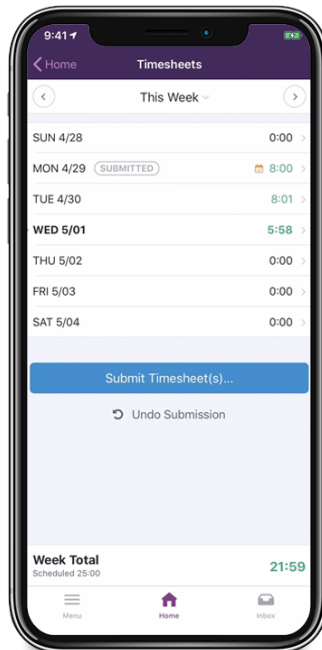 9:41
Home
Timesheets
This Week
SUN 4/28 0:00
MON 4/29 SUBMITTED 8:00
TUE 4/30 8:01
WED 5/01 5:58
THU 5/02 0:00
FRI 5/03 0:00
SAT 5/04 0:00
Submit Timesheet(s)...
Undo Submission
Week Total 21:59
Scheduled 25:00
Menu Home Inbox